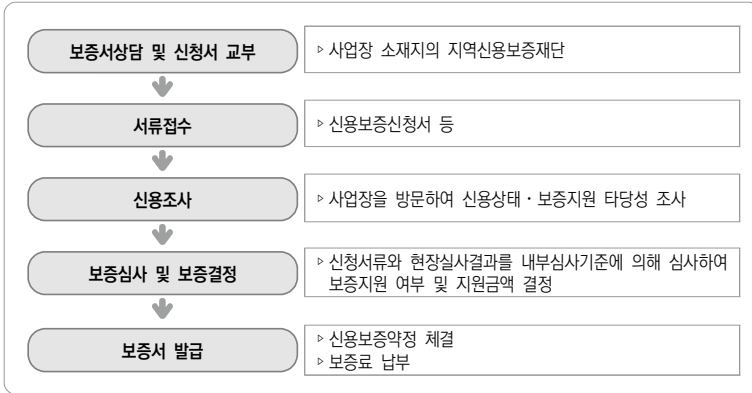 보증서상담 및 신청서 교부
▹사업장 소재지의 지역신용보증재단
서류접수
▹신용보증신청서 등
신용조사
▹사업장을 방문하여 신용상태・보증지원 타당성 조사
보증심사 및 보증결정
▹신청서류와 현장실사결과를 내부심사기준에 의해 심사하여
보증지원 여부 및 지원금액 결정
보증서 발급
▹신용보증약정 체결
▹보증료 납부